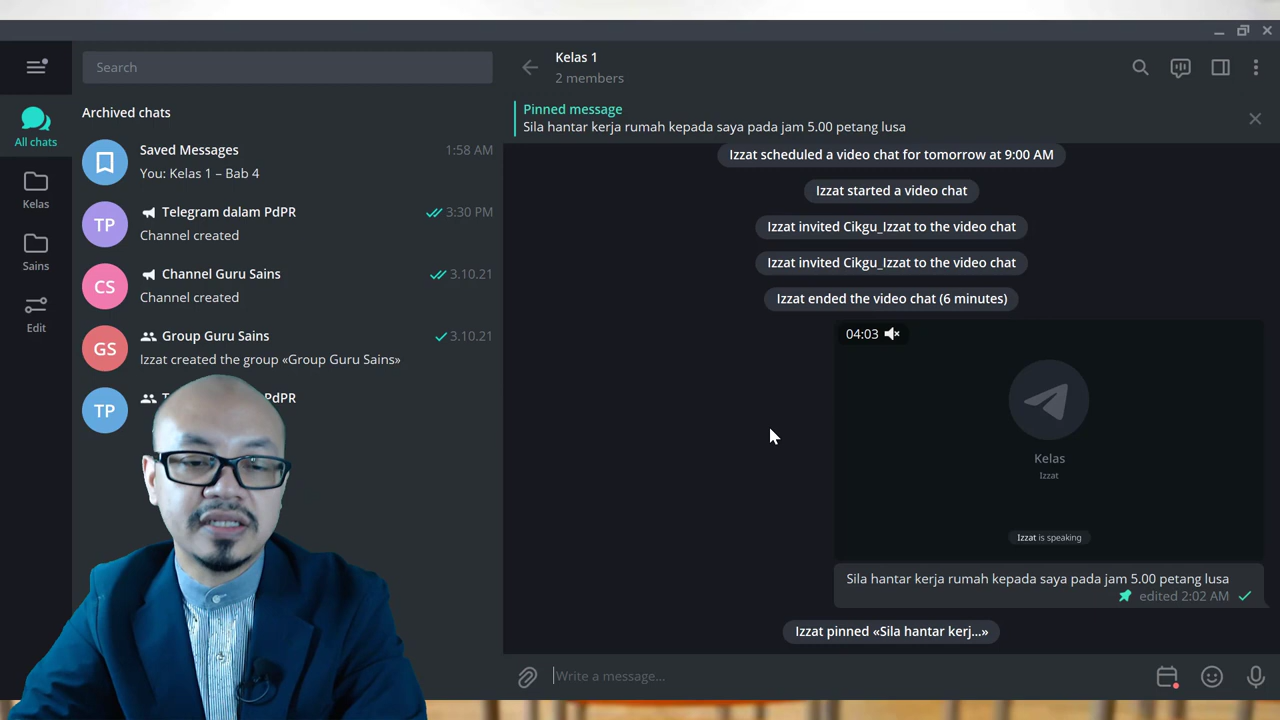 Search
Archived chats
All chats
Kelas
Sains
Edit
Saved Messages
1:58 AM
You: Kelas 1 – Bab 4
TP
Telegram dalam PdPR
3:30 PM
Channel created
CS
Channel Guru Sains
3.10.21
Channel created
GS
Group Guru Sains
3.10.21
Izzat created the group «Group Guru Sains»
TP
PdPR
Kelas 1
2 members
Pinned message
Sila hantar kerja rumah kepada saya pada jam 5.00 petang lusa
Izzat scheduled a video chat for tomorrow at 9:00 AM
Izzat started a video chat
Izzat invited Cikgu_Izzat to the video chat
Izzat invited Cikgu_Izzat to the video chat
Izzat ended the video chat (6 minutes)
04:03
Kelas
Izzat
Izzat is speaking
Sila hantar kerja rumah kepada saya pada jam 5.00 petang lusa
edited 2:02 AM
Izzat pinned «Sila hantar kerj...»
Write a message...